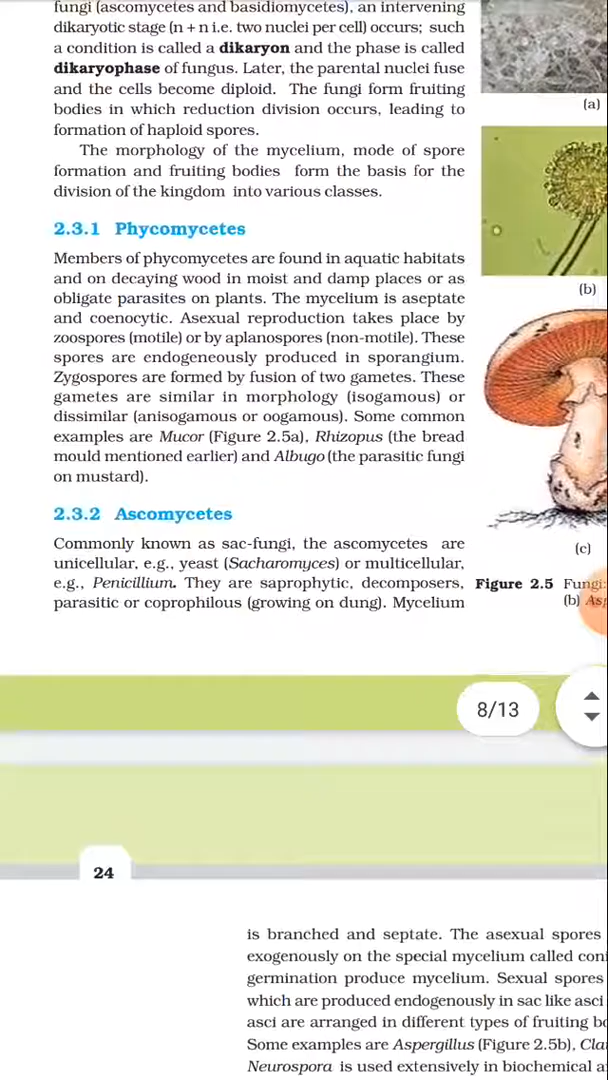 fungi (ascomycetes and basidiomycetes), an intervening
dikaryotic stage (n + n i.e. two nuclei per cell) occurs; such
a condition is called a dikaryon and the phase is called
dikaryophase of fungus. Later, the parental nuclei fuse
and the cells become diploid. The fungi form fruiting
bodies in which reduction division occurs, leading to
formation of haploid spores.
The morphology of the mycelium, mode of spore
formation and fruiting bodies form the basis for the
division of the kingdom into various classes.
2.3.1 Phycomycetes
Members of phycomycetes are found in aquatic habitats
and on decaying wood in moist and damp places or as
obligate parasites on plants. The mycelium is aseptate
and coenocytic. Asexual reproduction takes place by
zoospores (motile) or by aplanospores (non-motile). These
spores are endogeneously produced in sporangium.
Zygospores are formed by fusion of two gametes. These
gametes are similar in morphology (isogamous) or
dissimilar (anisogamous or oogamous). Some common
examples are Mucor (Figure 2.5a), Rhizopus (the bread
mould mentioned earlier) and Albugo (the parasitic fungi
on mustard).
2.3.2 Ascomycetes
Commonly known as sac-fungi, the ascomycetes are
unicellular, e.g., yeast (Sacharomyces) or multicellular,
e.g., Penicillium. They are saprophytic, decomposers,
parasitic or coprophilous (growing on dung). Mycelium
(a)
(b)
(c)
Figure 2.5 Fungi:
(b)
8/13
24
is branched and septate. The asexual spores
exogenously on the special mycelium called
germination produce mycelium. Sexual spores
which are produced endogenously in sac like asci
asci are arranged in different types of fruiting
Some examples are Aspergillus (Figure 2.5b),
Neurospora is used extensively in biochemical